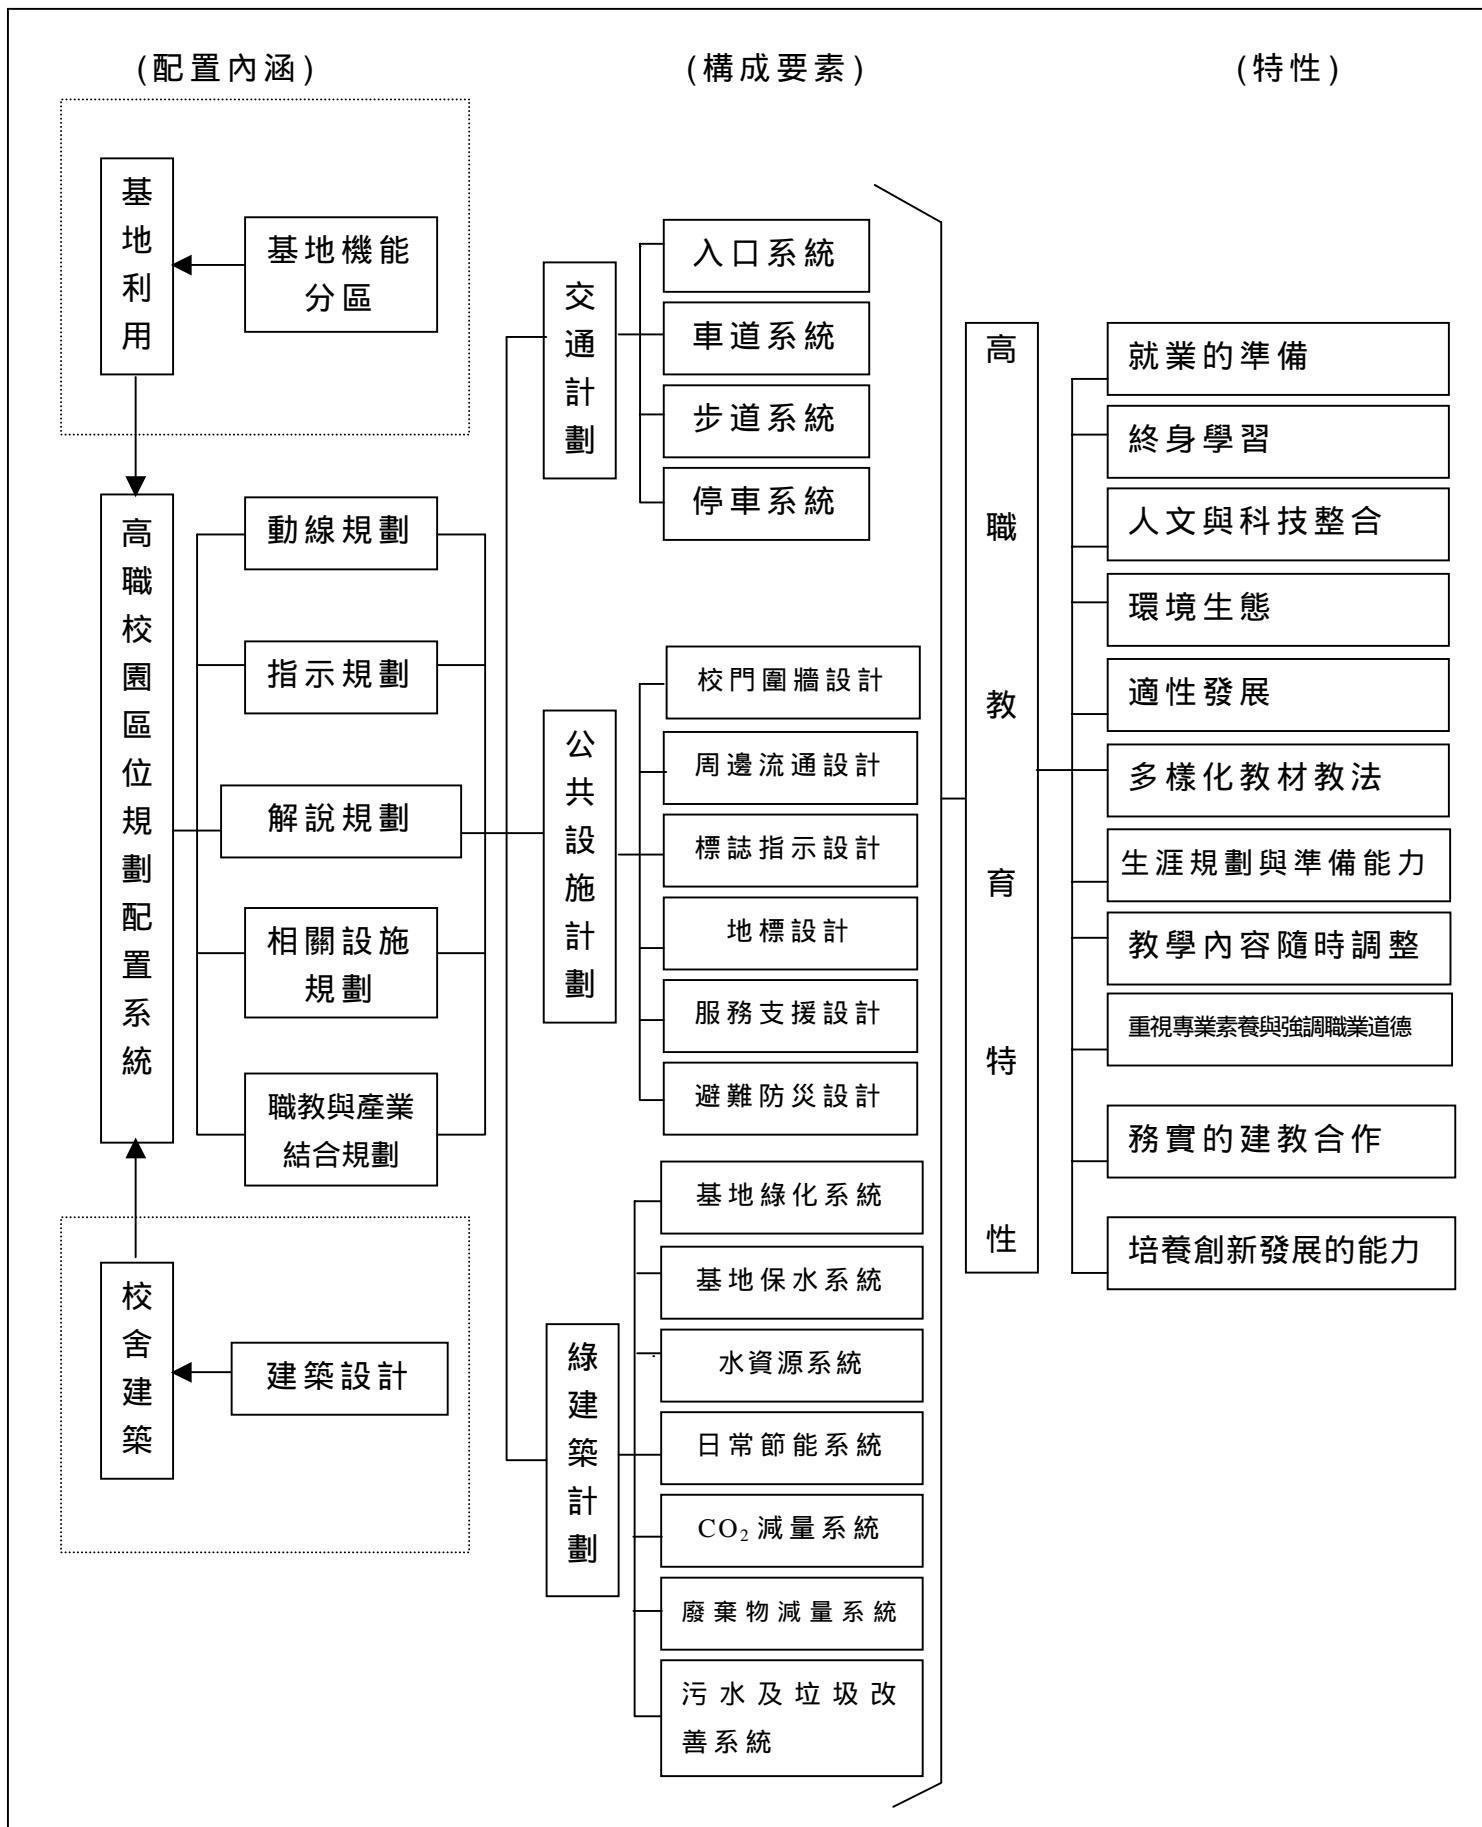 (配置內涵)
(構成要素)
(特性)
基地利用
基地機能
分區
高職校園區位規劃配置系統
動線規劃
指示規劃
解說規劃
相關設施
規劃
職教與產業
結合規劃
校舍建築
建築設計
交通計劃
入口系統
車道系統
步道系統
停車系統
公共設施計劃
校門圍牆設計
周邊流通設計
標誌指示設計
地標設計
服務支援設計
避難防災設計
綠建築計劃
基地綠化系統
基地保水系統
水資源系統
日常節能系統
CO₂ 減量系統
廢棄物減量系統
污水及垃圾改
善系統
高職教育特性
就業的準備
終身學習
人文與科技整合
環境生態
適性發展
多樣化教材教法
生涯規劃與準備能力
教學內容隨時調整
重視專業素養與強調職業道德
務實的建教合作
培養創新發展的能力